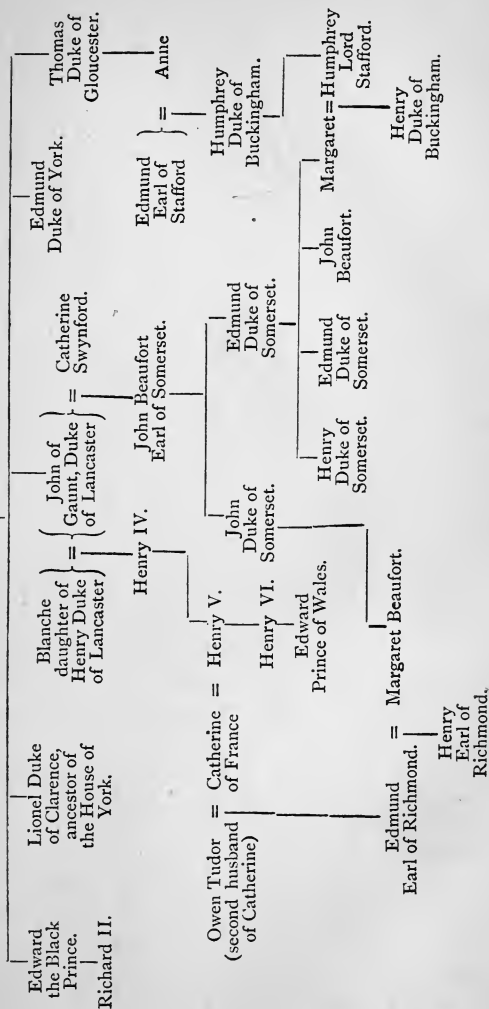 Edward
the Black
Prince.
Richard II.
Lionel Duke
of Clarence,
ancestor of
the House of
York.
Blanche
daughter of
Henry Duke
of Lancaster
=
John of
Gaunt, Duke
of Lancaster
=
Catherine
Swynford.
Edmund
Duke of York.
Thomas
Duke of
Gloucester.
Henry IV.
John Beaufort
Earl of Somerset.
Edmund
Earl of
Stafford
=
Anne
Owen Tudor
(second husband
of Catherine)
=
Catherine
of France
=
Henry V.
Henry VI.
Edward
Prince of Wales.
John
Duke of
Somerset.
Edmund
Duke of
Somerset.
Humphrey
Duke of
Buckingham.
Henry
Duke of
Somerset.
Edmund
Duke of
Somerset.
John
Beaufort.
Margaret = Humphrey
Lord
Stafford.
Henry
Duke of
Buckingham.
Edmund
Earl of Richmond.
=
Margaret Beaufort.
Henry
Earl of
Richmond.